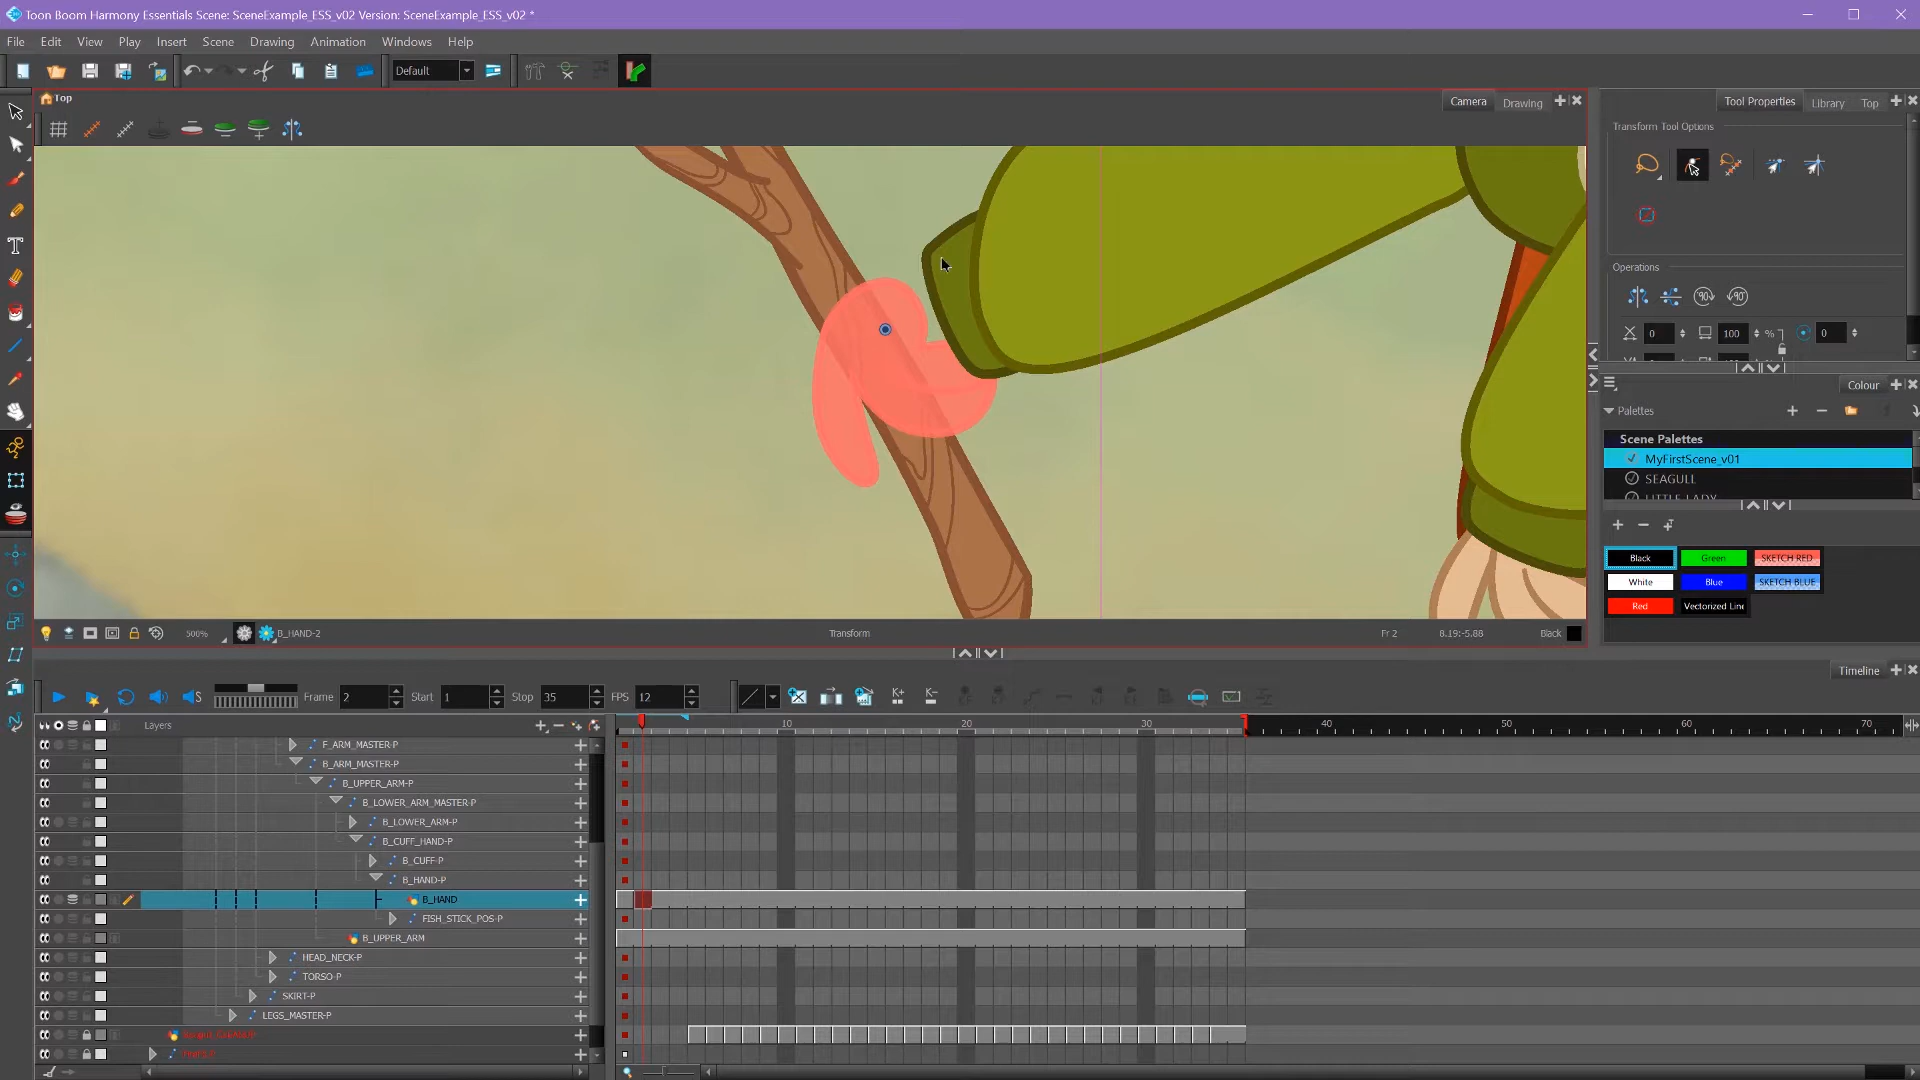 Toon Boom Harmony Essentials Scene: SceneExample_ESS_v02 Version: SceneExample_ESS_v02 *
File Edit View Play Insert Scene Drawing Animation Windows Help
Default
Top
Camera Drawing
Tool Properties Library Top
Transform Tool Options
Operations
0 100 % 0
Colour
Palettes
Scene Palettes
MyFirstScene_v01
SEAGULL
LITTLE LADY
Black Green SKETCH RED
White Blue SKETCH BLUE
Red Vectorized Line
500% B_HAND-2 Transform Fr 2 8.19:-5.88 Black
Timeline
Frame 2 Start 1 Stop 35 FPS 12
Layers
10 20 30 40 50 60 70
F_ARM_MASTER-P
B_ARM_MASTER-P
B_UPPER_ARM-P
B_LOWER_ARM_MASTER-P
B_LOWER_ARM-P
B_CUFF_HAND-P
B_CUFF-P
B_HAND-P
B_HAND
FISH_STICK_POS-P
B_UPPER_ARM
HEAD_NECK-P
TORSO-P
SKIRT-P
LEGS_MASTER-P